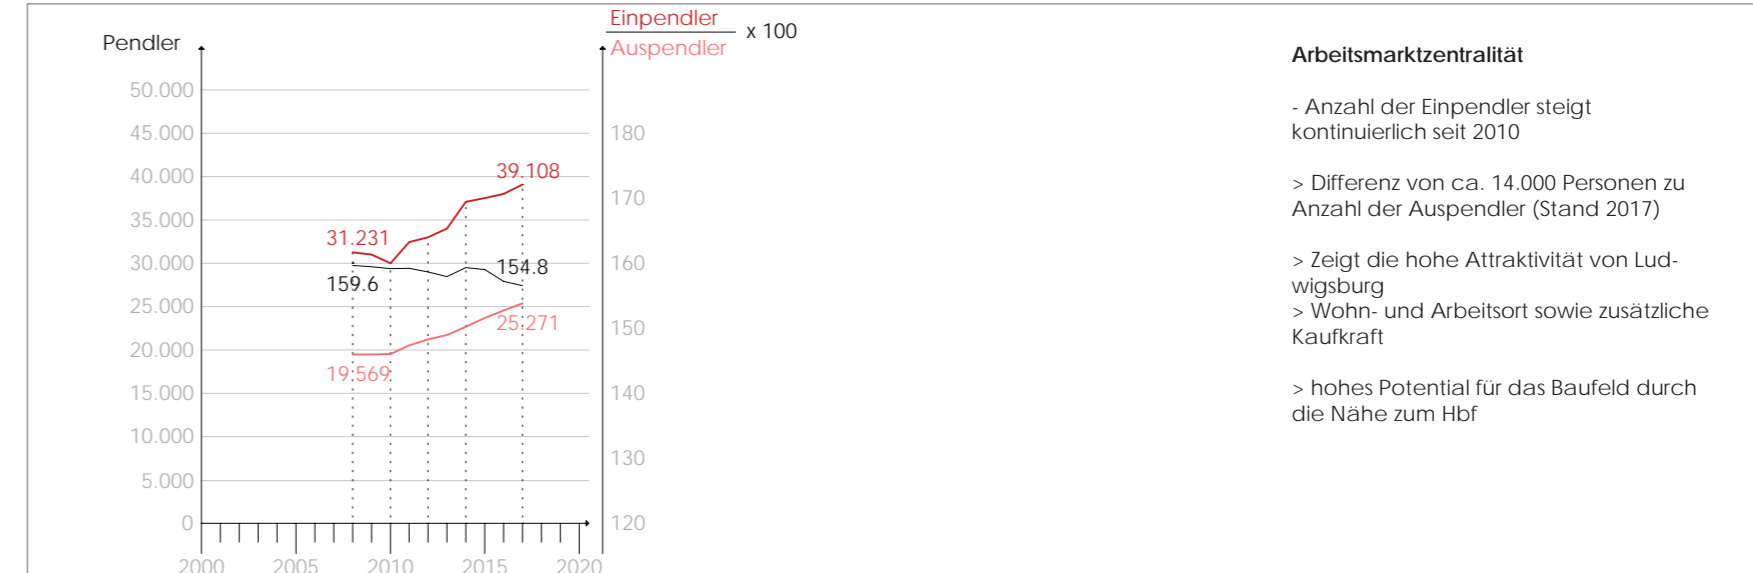 Pendler
Einpendler
Auspendler
x 100
50.000
45.000
40.000
35.000
30.000
25.000
20.000
15.000
10.000
5.000
0
180
170
160
150
140
130
120
39.108
31.231
159.6
154.8
25.271
19.569
2000
2005
2010
2015
2020
Arbeitsmarktzentralität
- Anzahl der Einpendler steigt
kontinuierlich seit 2010
> Differenz von ca. 14.000 Personen zu
Anzahl der Auspendler (Stand 2017)
> Zeigt die hohe Attraktivität von Lud-
wigsburg
> Wohn- und Arbeitsort sowie zusätzliche
Kaufkraft
> hohes Potential für das Baufeld durch
die Nähe zum Hbf